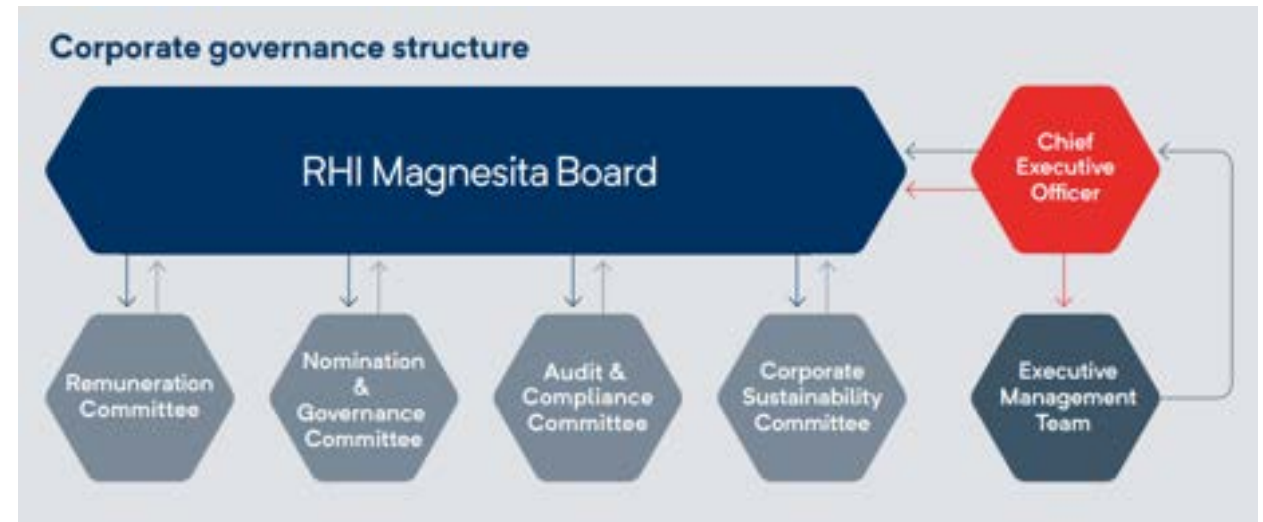 Corporate governance structure
RHI Magnesita Board
Chief
Executive
Officer
Remuneration
Committee
Nomination
&
Governance
Committee
Audit &
Compliance
Committee
Corporate
Sustainability
Committee
Executive
Management
Team